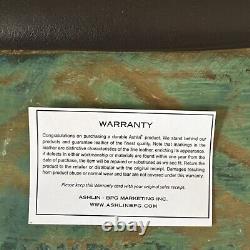 WARRANTY
Congratulations on purchasing a durable Ashlin® product. We stand behind our
products and guarantee leather of the finest quality. Note that markings in the
leather are distinctive characteristics of the fine leather, enriching its appearance.
If defects in either workmanship or materials are found within one year from the
date of purchase, the item will be repaired or substituted as we see fit. Return the
product to the retailer or distributor with the original receipt. Damages resulting
from product abuse or normal wear and tear are not covered under this warranty.
Please keep this WARRANTY card with your original sales receipt.
ASHLIN - BPG MARKETING INC.
WWW.ASHLINBPG.COM